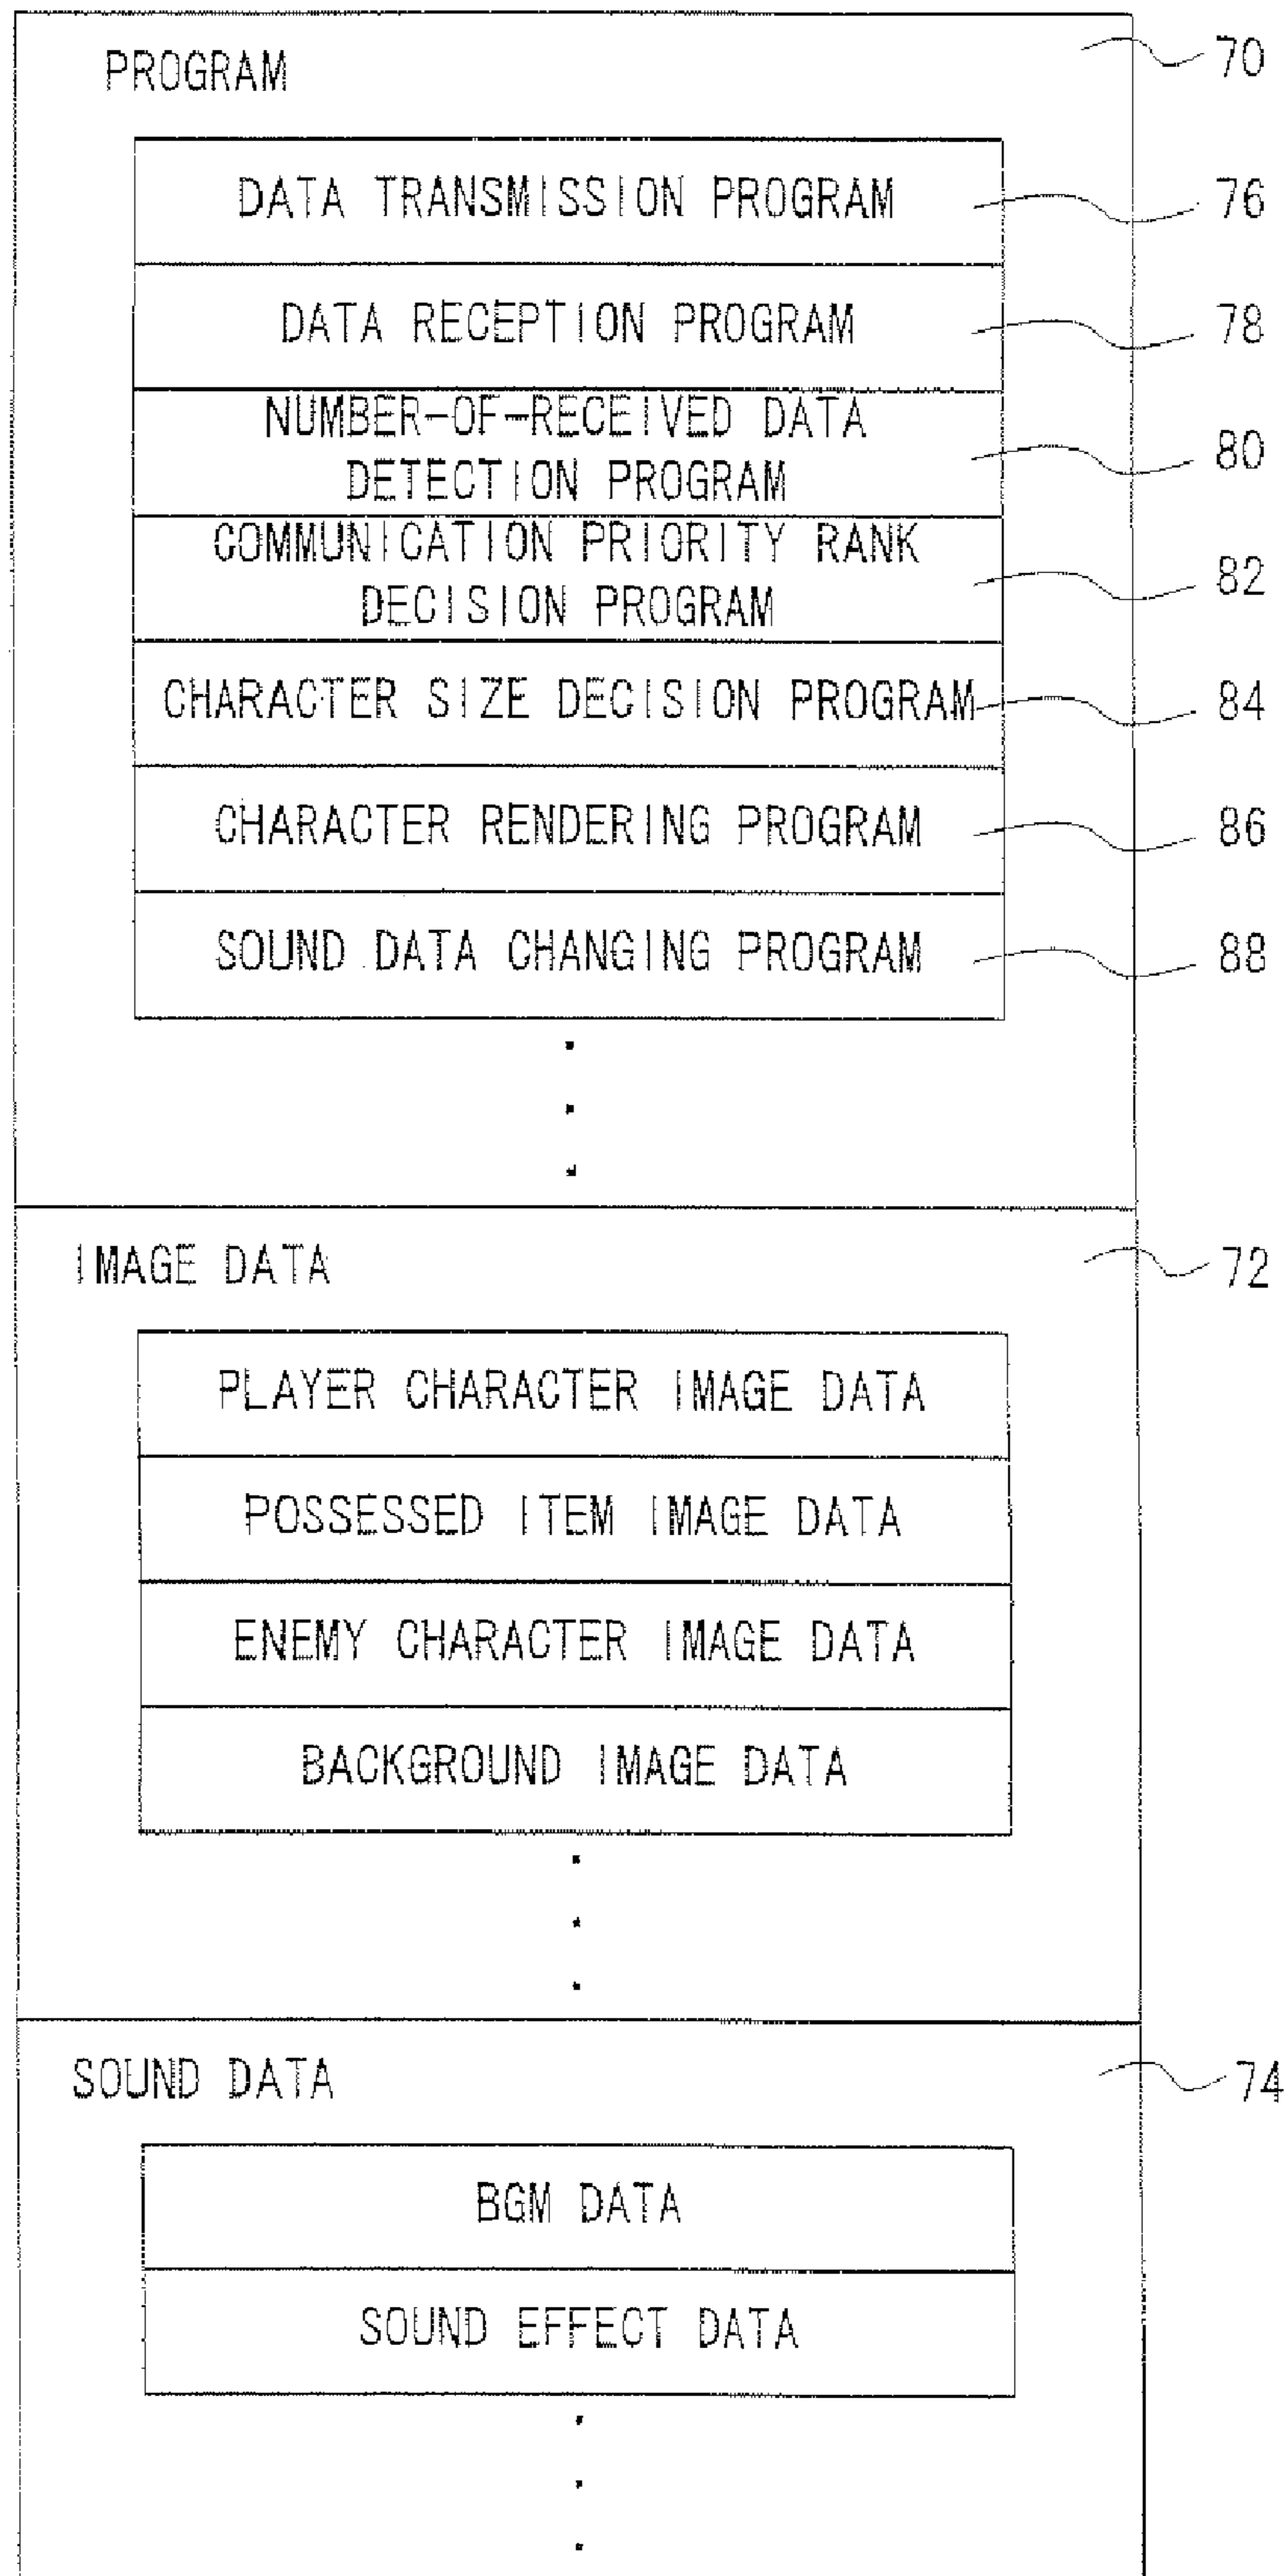 PROGRAM 70
DATA TRANSMISSION PROGRAM 76
DATA RECEPTION PROGRAM 78
NUMBER-OF-RECEIVED DATA
DETECTION PROGRAM 80
COMMUNICATION PRIORITY RANK
DECISION PROGRAM 82
CHARACTER SIZE DECISION PROGRAM 84
CHARACTER RENDERING PROGRAM 86
SOUND DATA CHANGING PROGRAM 88
IMAGE DATA 72
PLAYER CHARACTER IMAGE DATA
POSSESSED ITEM IMAGE DATA
ENEMY CHARACTER IMAGE DATA
BACKGROUND IMAGE DATA
SOUND DATA 74
BGM DATA
SOUND EFFECT DATA